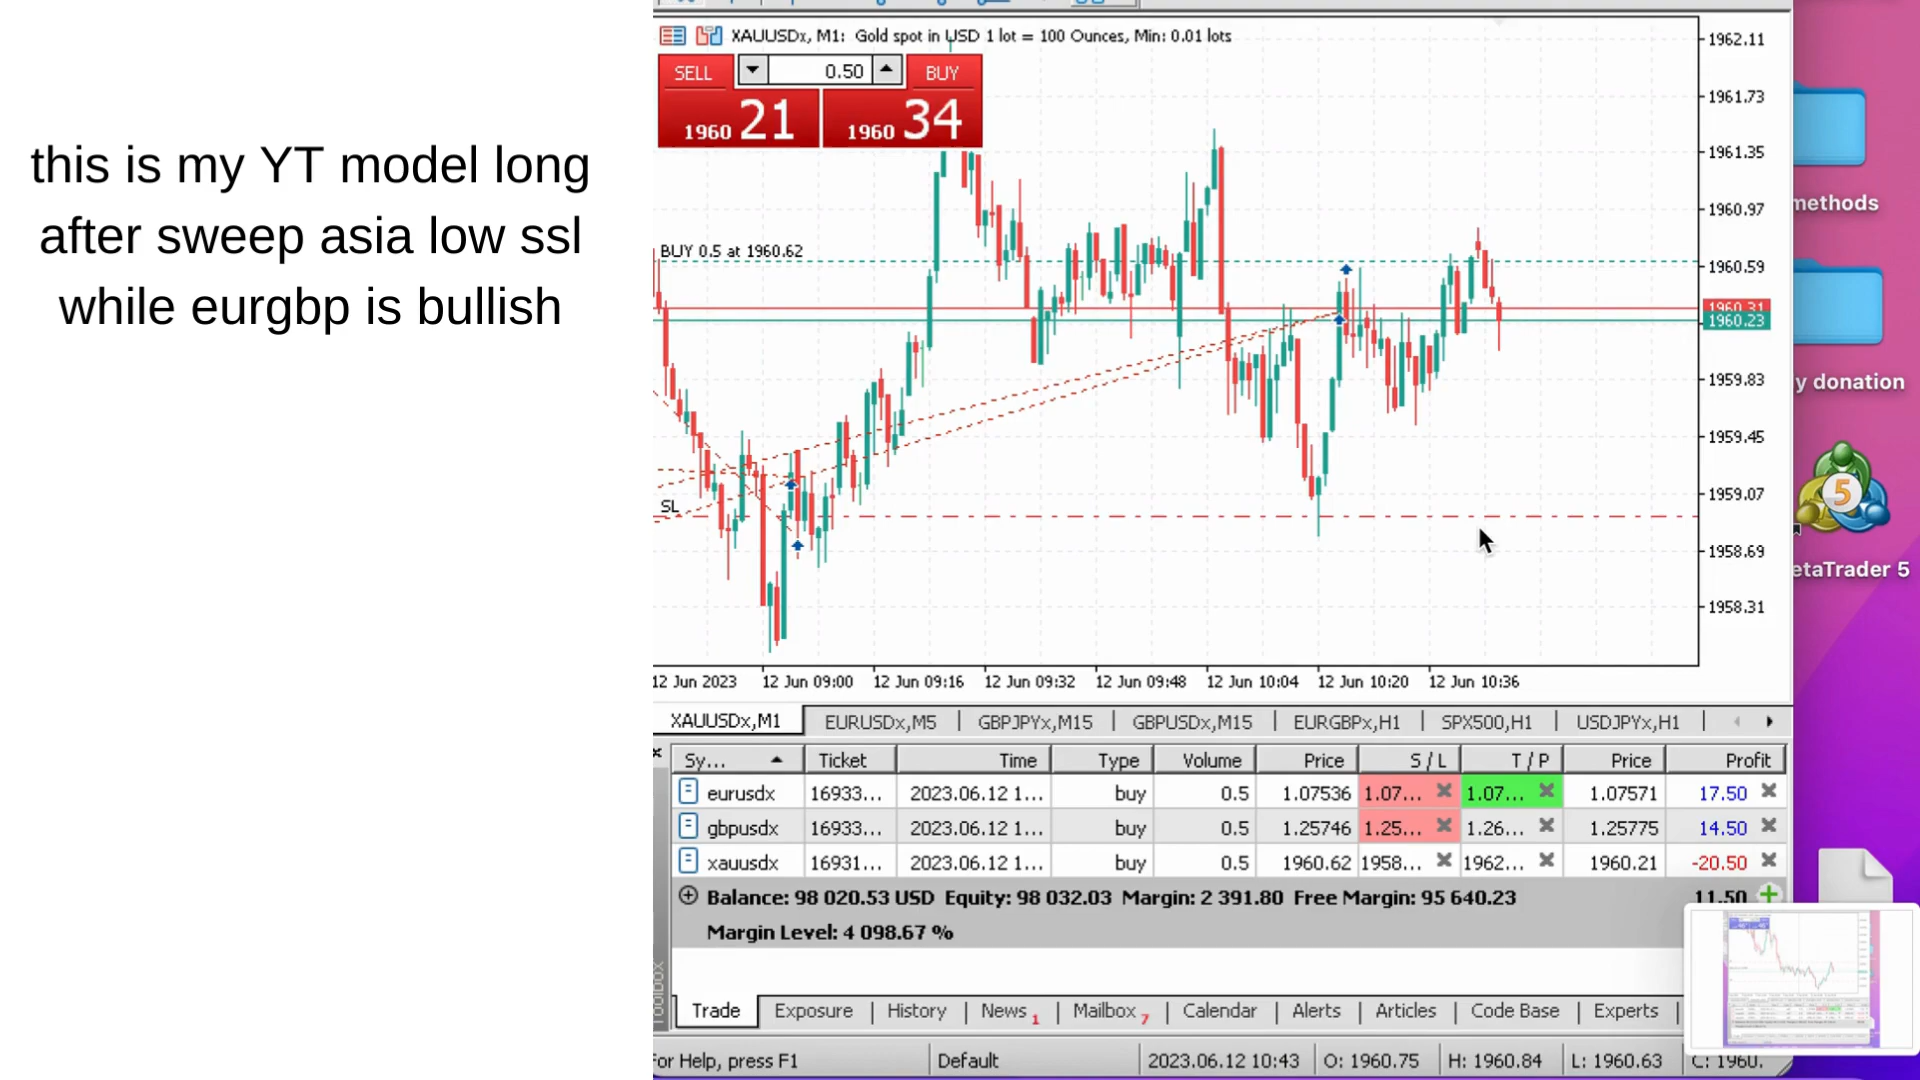 this is my YT model long
after sweep asia low ssl
while eurgbp is bullish
XAUUSDx, M1: Gold spot in USD 1 lot = 100 Ounces, Min: 0.01 lots
SELL 0.50 BUY
1960 21 1960 34
BUY 0.5 at 1960.62
SL
1962.11
1961.73
1961.35
1960.97
1960.59
1960.31
1960.23
1959.83
1959.45
1959.07
1958.69
1958.31
12 Jun 2023 12 Jun 09:00 12 Jun 09:16 12 Jun 09:32 12 Jun 09:48 12 Jun 10:04 12 Jun 10:20 12 Jun 10:36
XAUUSDx,M1 EURUSDx,M5 GBPJPYx,M15 GBPUSDx,M15 EURGBPx,H1 SPX500,H1 USDJPYx,H1
Sy... Ticket Time Type Volume Price S / L T / P Price Profit
eurusdx 16933... 2023.06.12 1... buy 0.5 1.07536 1.07... 1.07... 1.07571 17.50
gbpusdx 16933... 2023.06.12 1... buy 0.5 1.25746 1.25... 1.26... 1.25775 14.50
xauusdx 16931... 2023.06.12 1... buy 0.5 1960.62 1958... 1962... 1960.21 -20.50
Balance: 98 020.53 USD Equity: 98 032.03 Margin: 2 391.80 Free Margin: 95 640.23 11.50
Margin Level: 4 098.67 %
Toolbox
Trade Exposure History News 1 Mailbox 7 Calendar Alerts Articles Code Base Experts
or Help, press F1 Default 2023.06.12 10:43 O: 1960.75 H: 1960.84 L: 1960.63 C: 1960.
methods
y donation
5
etaTrader 5